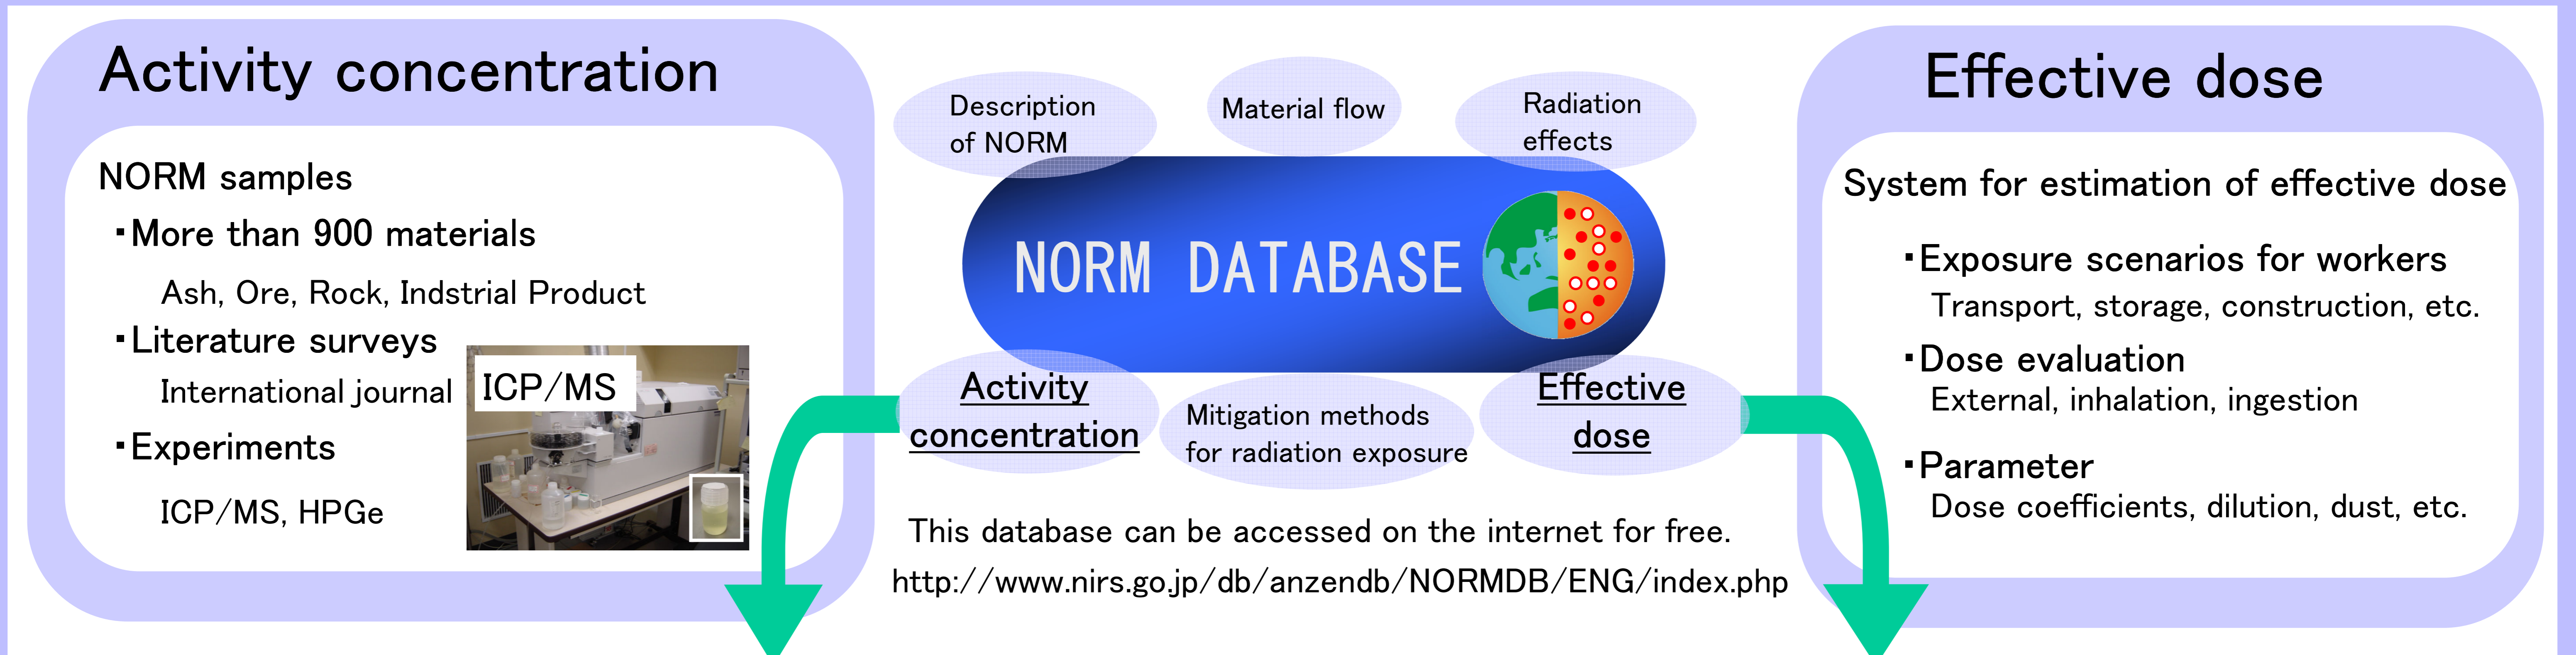 Activity concentration
NORM samples
・More than 900 materials
Ash, Ore, Rock, Indstrial Product
・Literature surveys
International journal
・Experiments
ICP/MS, HPGe
ICP/MS
Description
of NORM
Material flow
Radiation
effects
NORM DATABASE
Activity
concentration
Mitigation methods
for radiation exposure
Effective
dose
This database can be accessed on the internet for free.
http://www.nirs.go.jp/db/anzendb/NORMDB/ENG/index.php
Effective dose
System for estimation of effective dose
・Exposure scenarios for workers
Transport, storage, construction, etc.
・Dose evaluation
External, inhalation, ingestion
・Parameter
Dose coefficients, dilution, dust, etc.